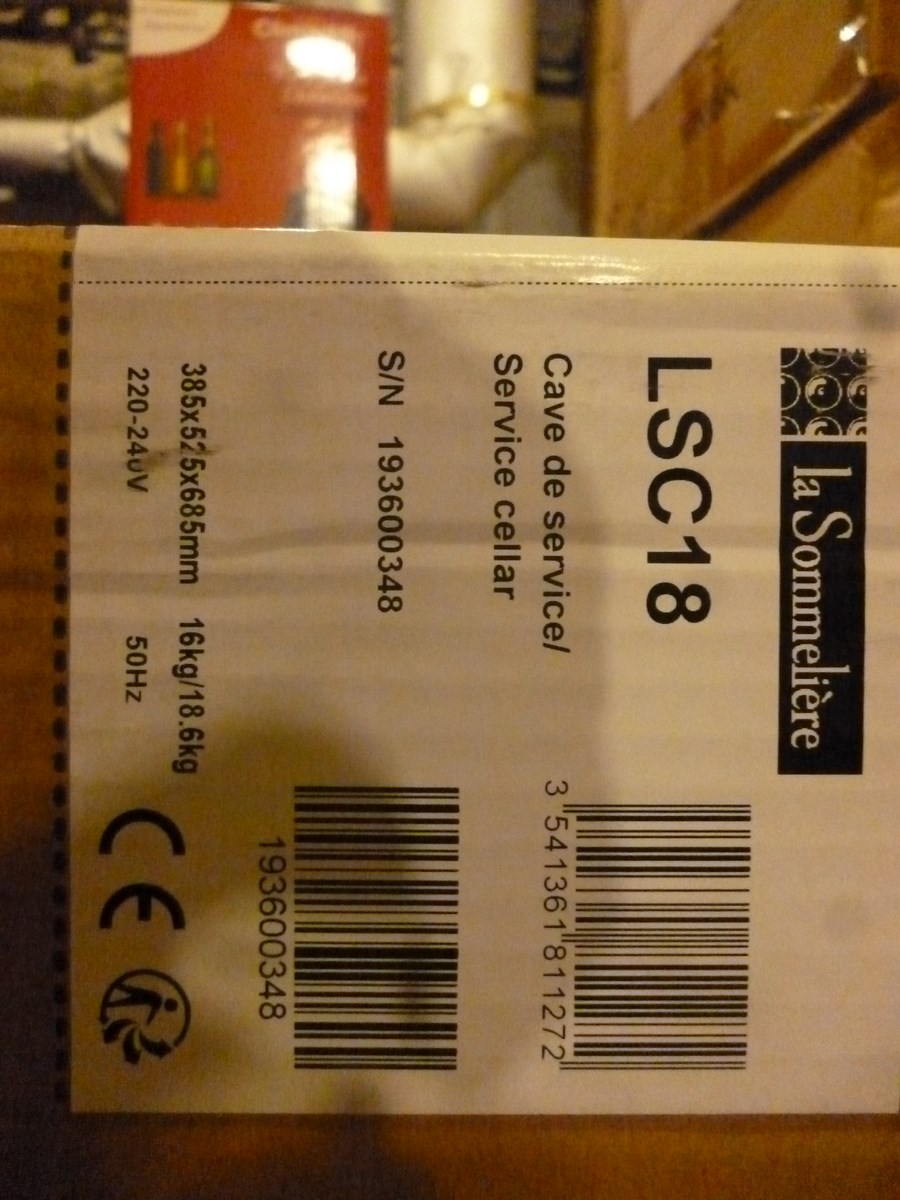 la Sommelière
LSC18
Cave de service/
Service cellar
3 541361 811272
S/N 193600348
193600348
385x525x685mm 16kg/18.6kg
220-240V 50Hz
CE